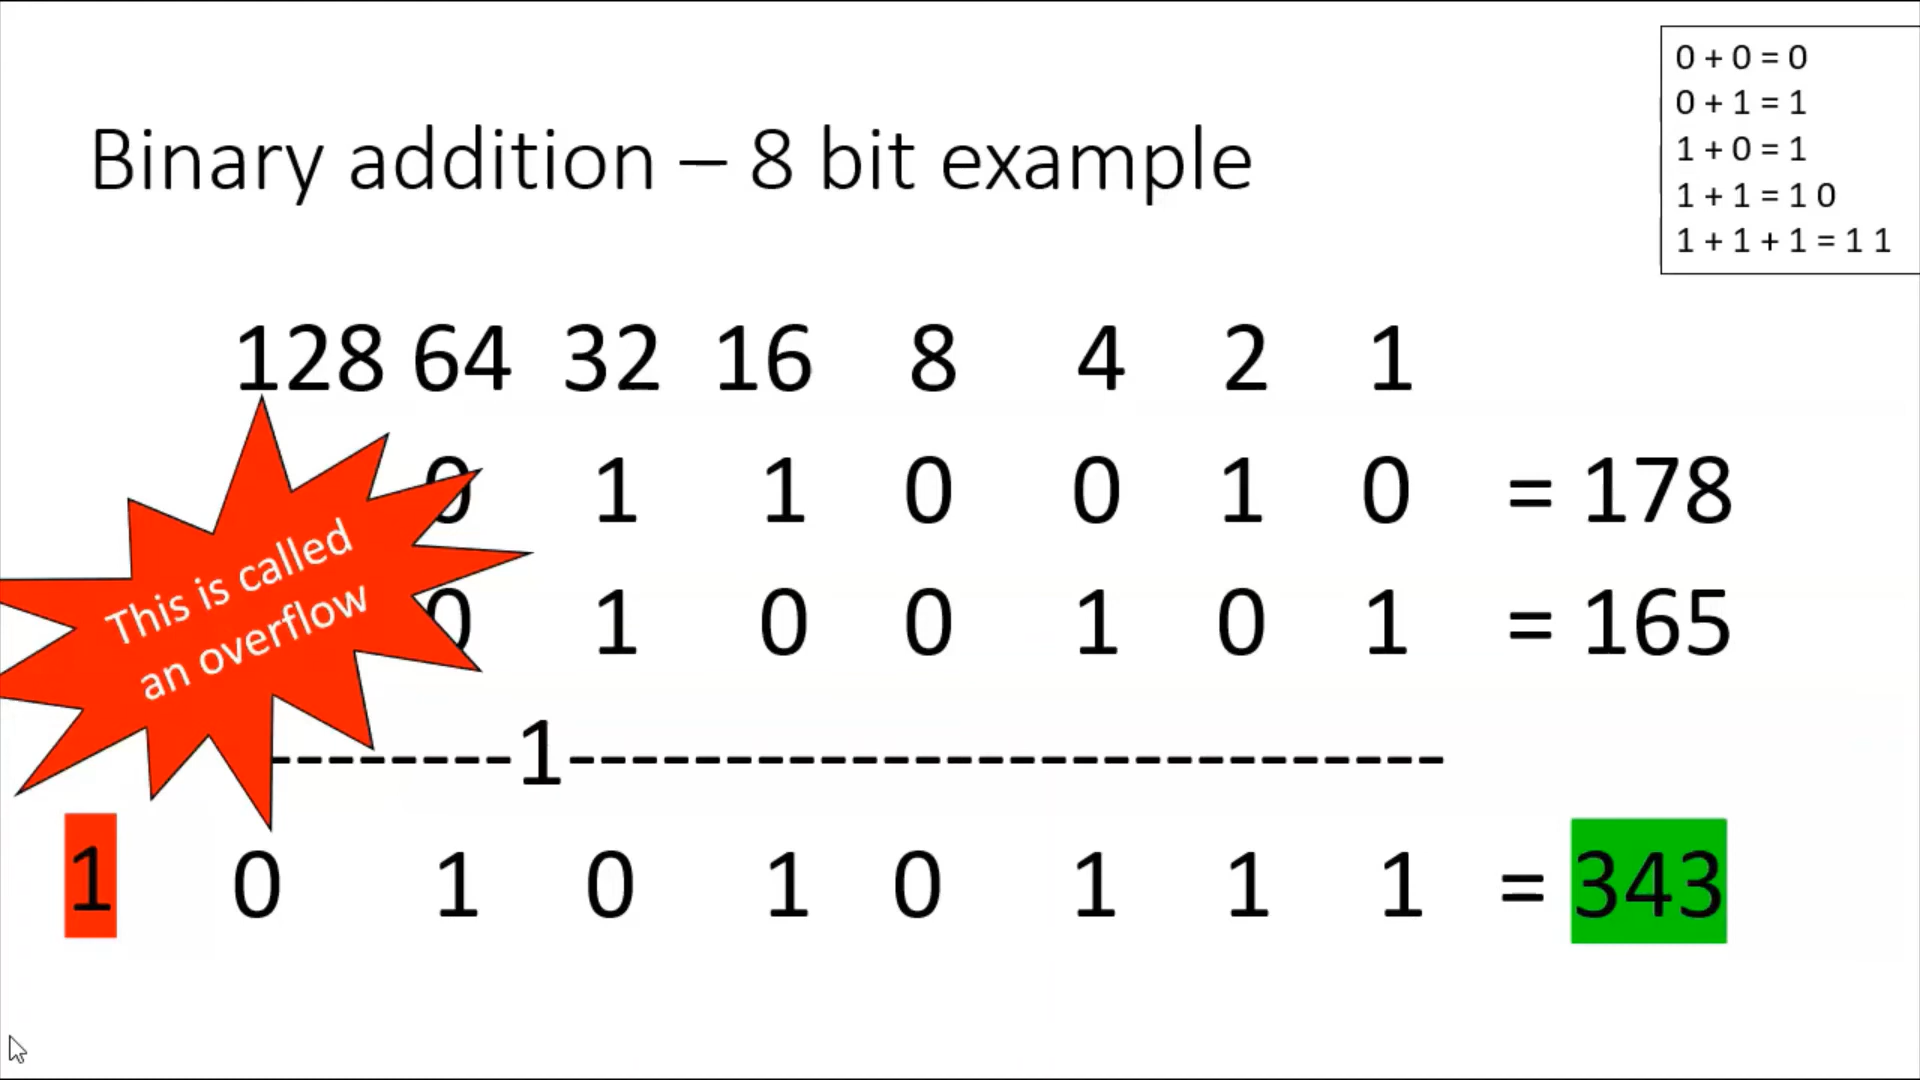 0 + 0 = 0
0 + 1 = 1
1 + 0 = 1
1 + 1 = 1 0
1 + 1 + 1 = 1 1
Binary addition – 8 bit example
128 64 32 16 8 4 2 1
0 1 1 0 0 1 0 = 178
0 1 0 0 1 0 1 = 165
This is called
an overflow
--------1-----------------------------
1 0 1 0 1 0 1 1 1 = 343